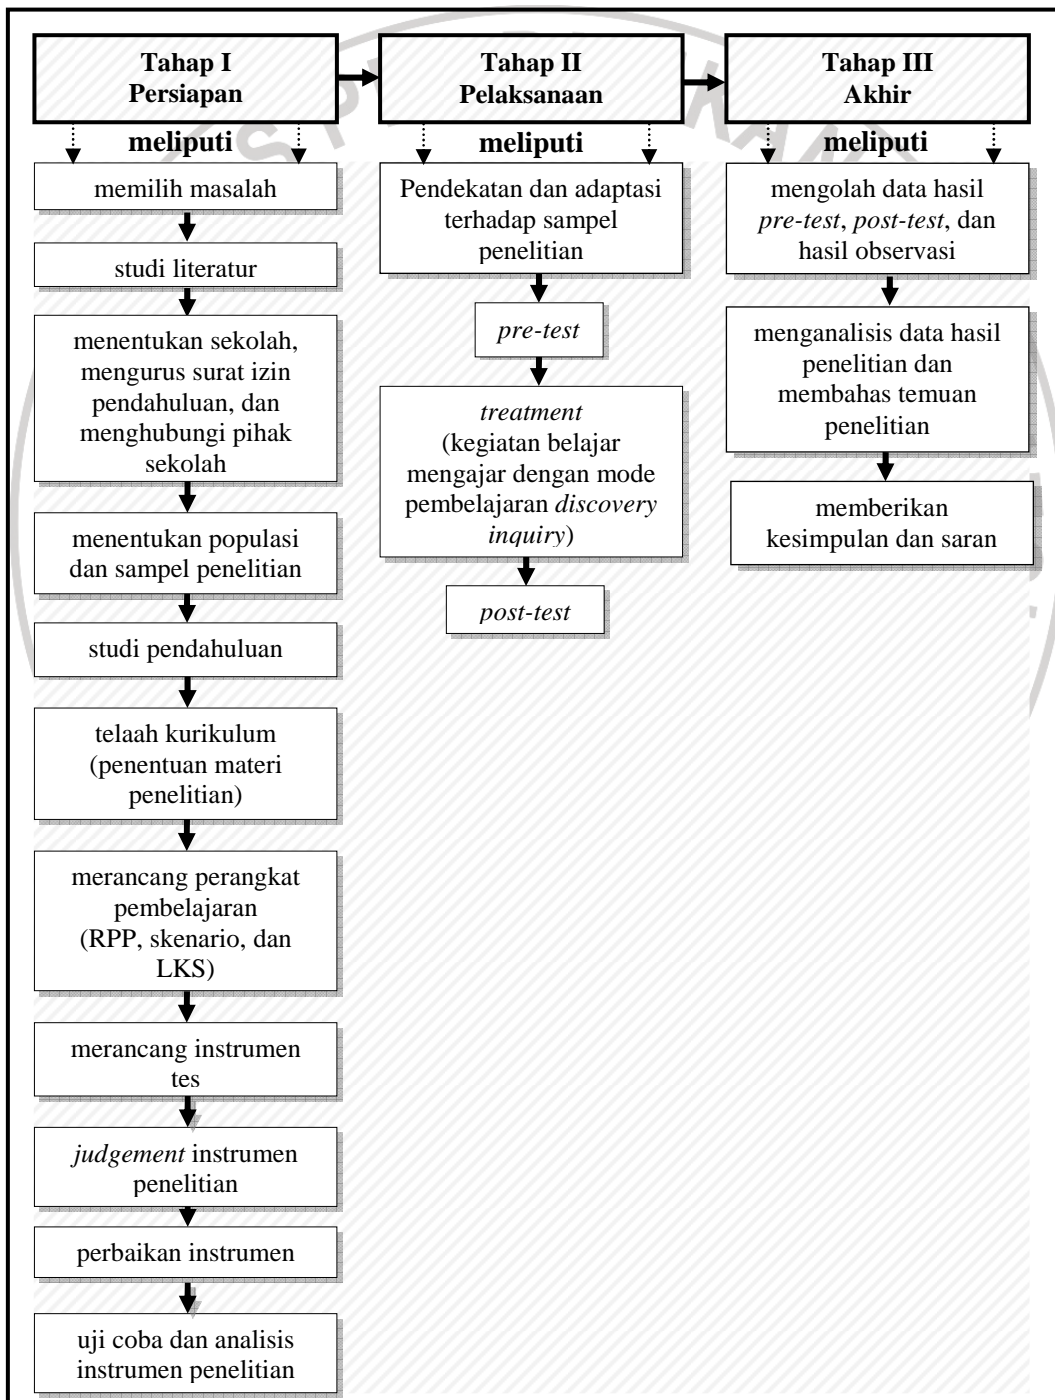 Tahap I
Persiapan
meliputi
memilih masalah
studi literatur
menentukan sekolah,
mengurus surat izin
pendahuluan, dan
menghubungi pihak
sekolah
menentukan populasi
dan sampel penelitian
studi pendahuluan
telaah kurikulum
(penentuan materi
penelitian)
merancang perangkat
pembelajaran
(RPP, skenario, dan
LKS)
merancang instrumen
tes
judgement instrumen
penelitian
perbaikan instrumen
uji coba dan analisis
instrumen penelitian
Tahap II
Pelaksanaan
meliputi
Pendekatan dan adaptasi
terhadap sampel
penelitian
pre-test
treatment
(kegiatan belajar
mengajar dengan mode
pembelajaran discovery
inquiry)
post-test
Tahap III
Akhir
meliputi
mengolah data hasil
pre-test, post-test, dan
hasil observasi
menganalisis data hasil
penelitian dan
membahas temuan
penelitian
memberikan
kesimpulan dan saran